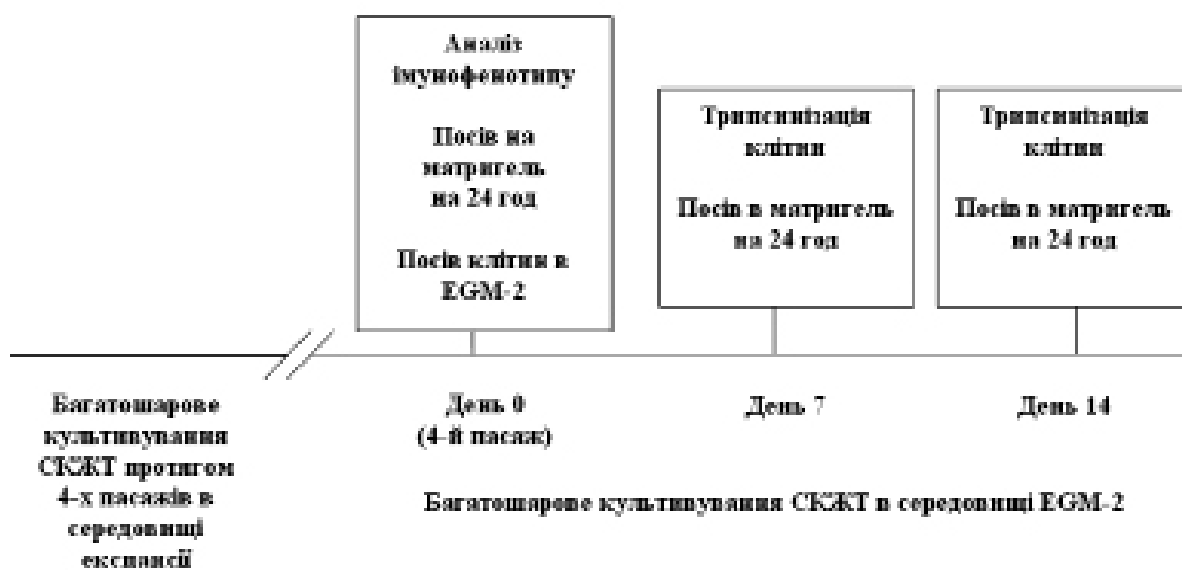 Аналіз
імунофенотипу
Посів на
матригель
на 24 год
Посів клітин в
EGM-2
Трипсинізація
клітин
Посів в матригель
на 24 год
Трипсинізація
клітин
Посів в матригель
на 24 год
Багатошарове
культивування
СКЖТ протягом
4-х пасажів в
середовищі
експансії
День 0
(4-й пасаж)
День 7
День 14
Багатошарове культивування СКЖТ в середовищі EGM-2